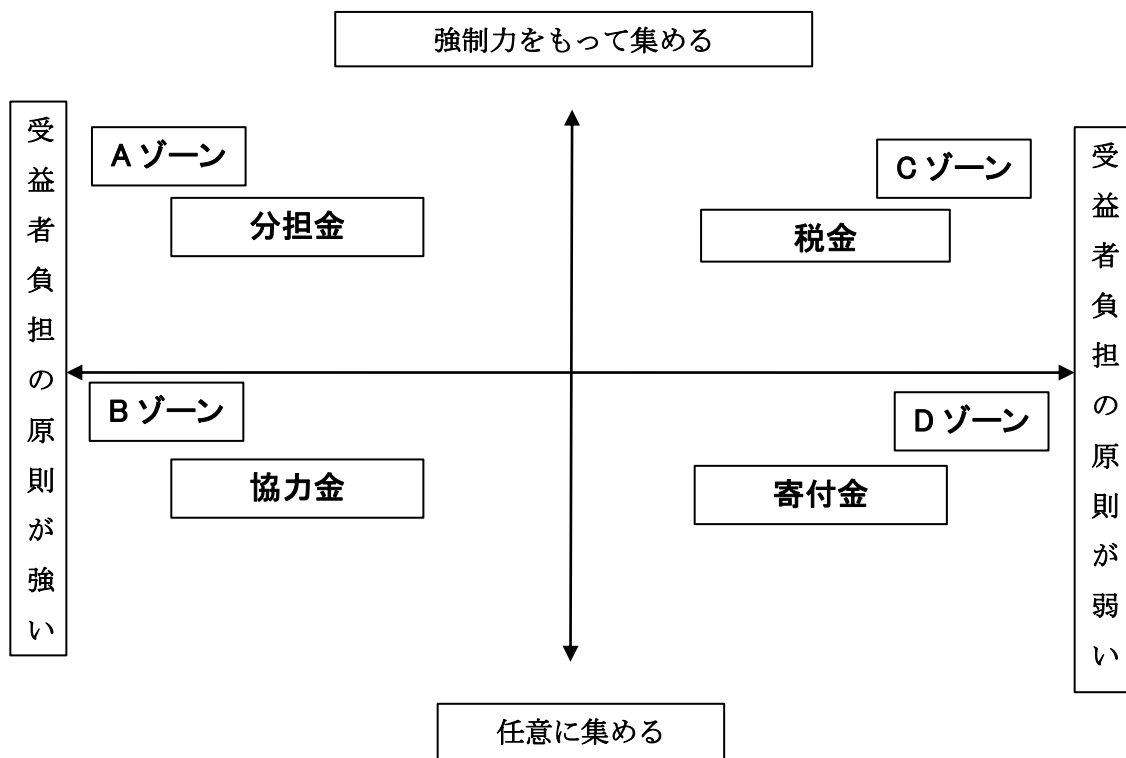 強制力をもって集める
受益者負担の原則が強い
Aゾーン
分担金
Cゾーン
税金
受益者負担の原則が弱い
Bゾーン
協力金
Dゾーン
寄付金
任意に集める